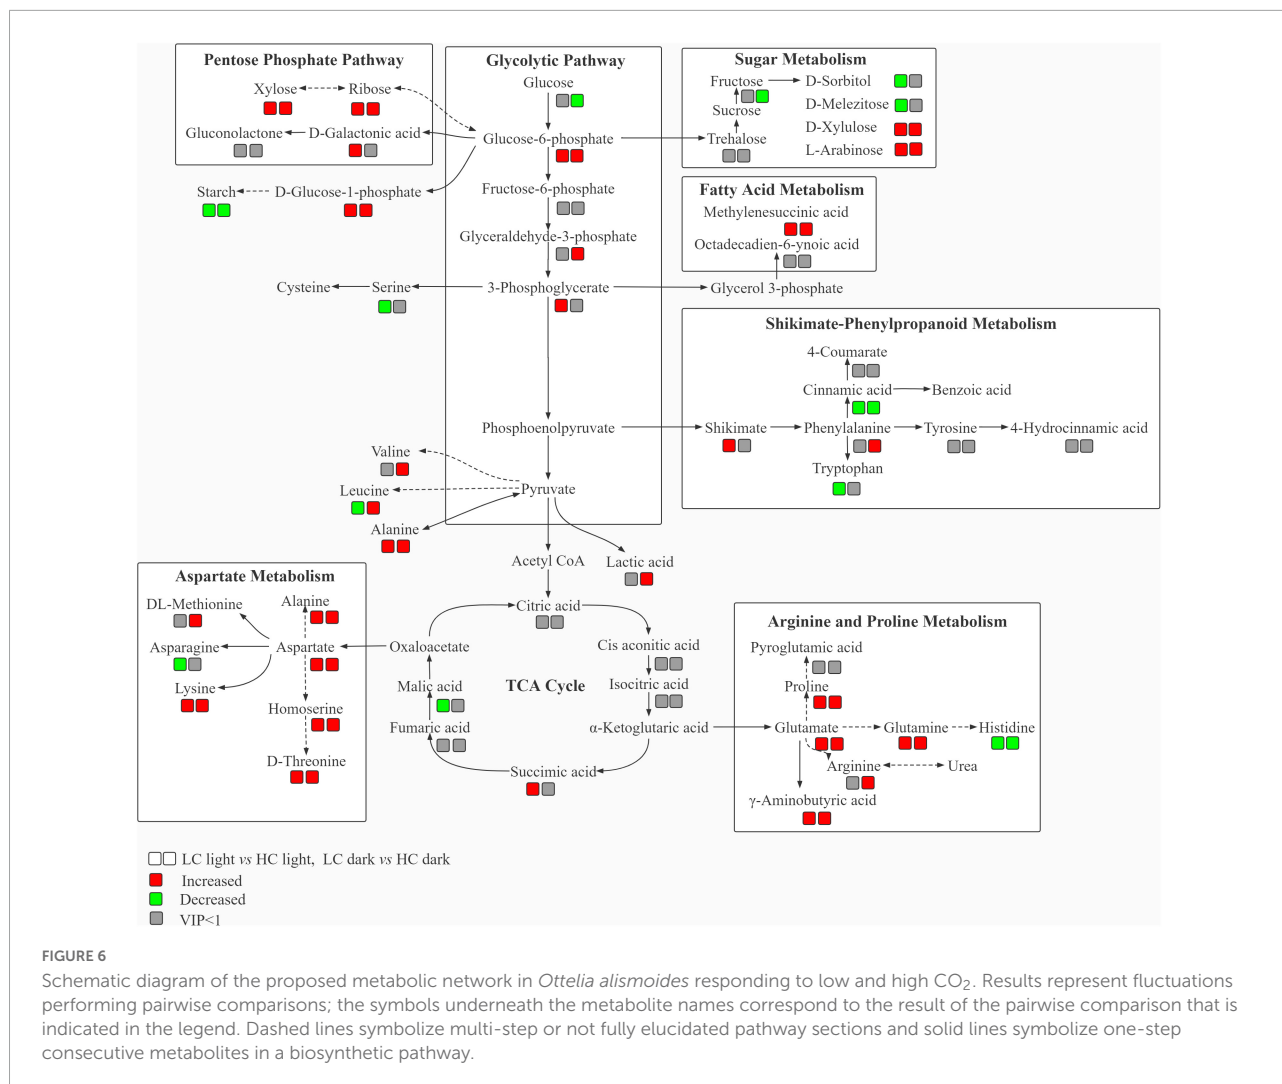 Pentose Phosphate Pathway
Xylose
Ribose
Gluconolactone
D-Galactonic acid
Starch
D-Glucose-1-phosphate
Glycolytic Pathway
Glucose
Glucose-6-phosphate
Fructose-6-phosphate
Glyceraldehyde-3-phosphate
3-Phosphoglycerate
Phosphoenolpyruvate
Pyruvate
Sugar Metabolism
Fructose
D-Sorbitol
D-Melezitose
Sucrose
D-Xylulose
Trehalose
L-Arabinose
Fatty Acid Metabolism
Methylenesuccinic acid
Octadecadien-6-ynoic acid
Glycerol 3-phosphate
Cysteine
Serine
Shikimate-Phenylpropanoid Metabolism
4-Coumarate
Cinnamic acid
Benzoic acid
Shikimate
Phenylalanine
Tyrosine
4-Hydrocinnamic acid
Tryptophan
Valine
Leucine
Alanine
Acetyl CoA
Lactic acid
Aspartate Metabolism
DL-Methionine
Alanine
Asparagine
Aspartate
Lysine
Homoserine
D-Threonine
Citric acid
Oxaloacetate
Cis aconitic acid
Malic acid
TCA Cycle
Isocitric acid
Fumaric acid
α-Ketoglutaric acid
Succimic acid
Arginine and Proline Metabolism
Pyroglutamic acid
Proline
Glutamate
Glutamine
Histidine
Arginine
Urea
γ-Aminobutyric acid
LC light vs HC light, LC dark vs HC dark
Increased
Decreased
VIP<1
FIGURE 6
Schematic diagram of the proposed metabolic network in Ottelia alismoides responding to low and high CO₂. Results represent fluctuations
performing pairwise comparisons; the symbols underneath the metabolite names correspond to the result of the pairwise comparison that is
indicated in the legend. Dashed lines symbolize multi-step or not fully elucidated pathway sections and solid lines symbolize one-step
consecutive metabolites in a biosynthetic pathway.